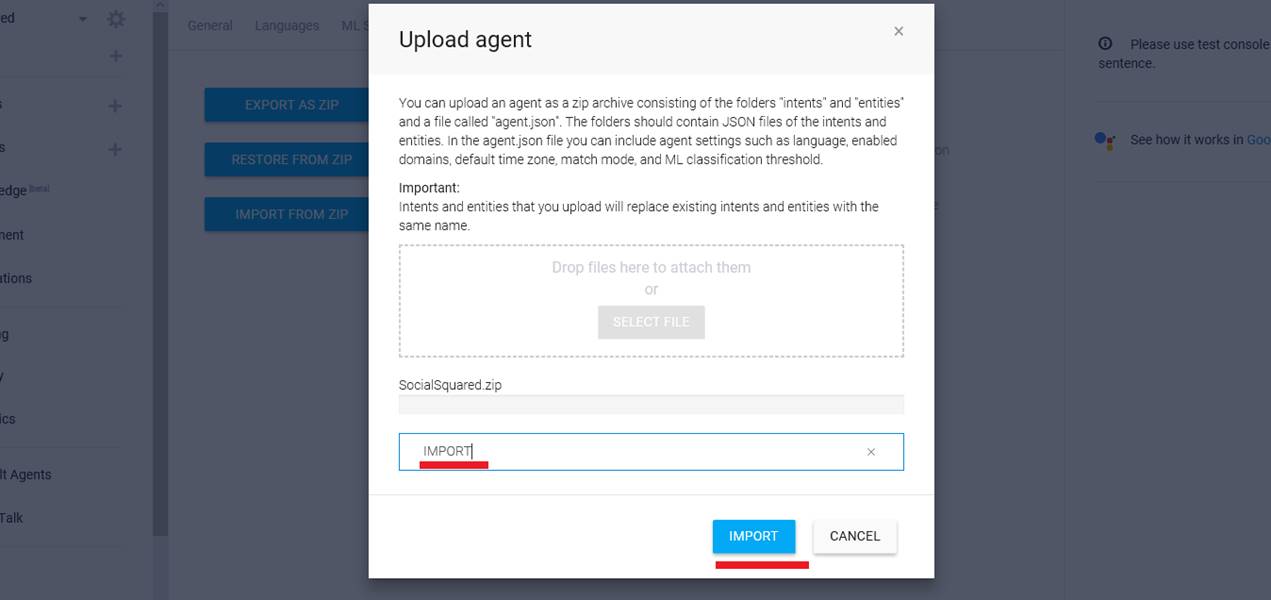 red
General Languages ML S
Upload agent
×
Please use test console
sentence.
You can upload an agent as a zip archive consisting of the folders "intents" and "entities"
and a file called "agent.json". The folders should contain JSON files of the intents and
entities. In the agent.json file you can include agent settings such as language, enabled
domains, default time zone, match mode, and ML classification threshold.
Important:
Intents and entities that you upload will replace existing intents and entities with the
same name.
EXPORT AS ZIP
RESTORE FROM ZIP
IMPORT FROM ZIP
See how it works in Goo
on
e
s
s
edge [beta]
ment
ations
ng
y
ics
lt Agents
Talk
Drop files here to attach them
or
SELECT FILE
SocialSquared.zip
IMPORT ×
IMPORT CANCEL